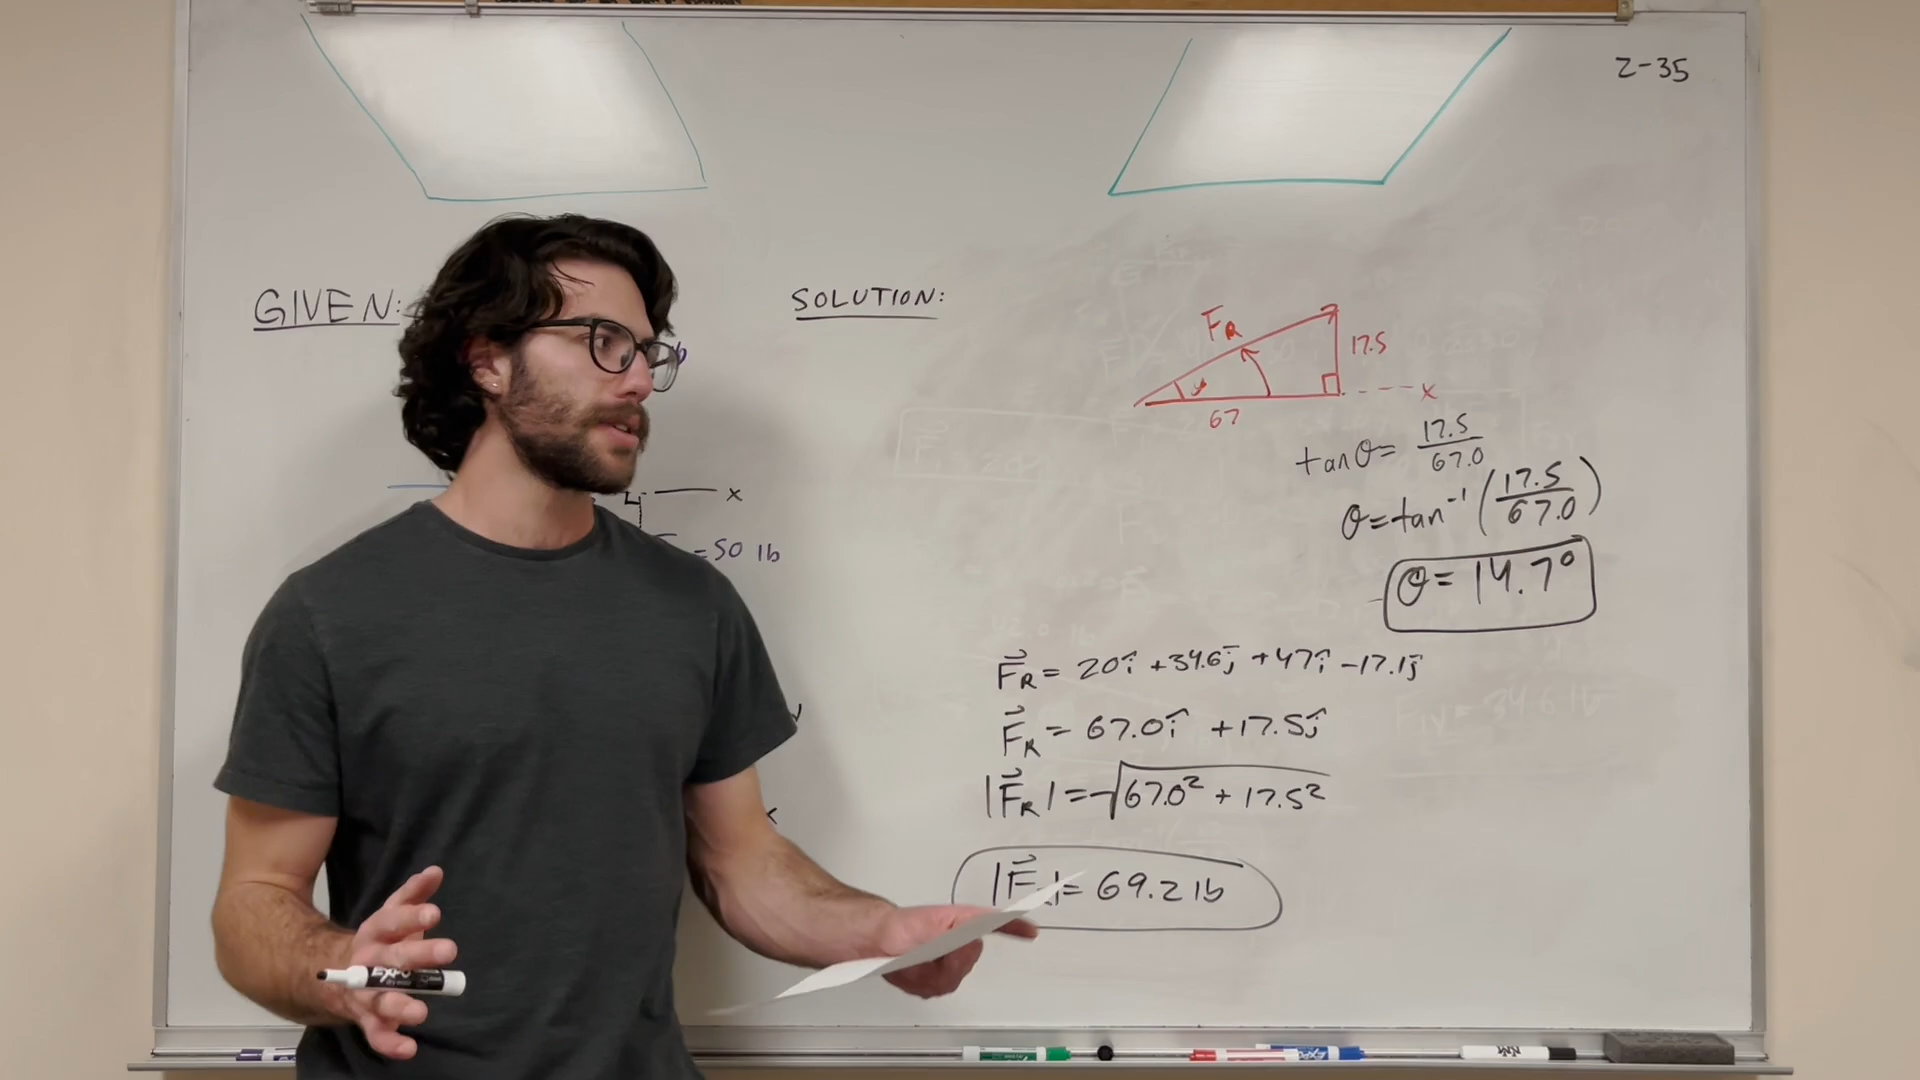 2-35
GIVEN:
SOLUTION:
x
=50 lb
FR
17.5
67
x
tanθ= 17.5/67.0
θ=tan⁻¹(17.5/67.0)
θ= 14.7°
F⃗R= 20î +34.6ĵ +47î -17.1ĵ
F⃗R= 67.0î +17.5ĵ
|F⃗R|=√67.0² + 17.5²
|F⃗R|= 69.2 lb
EXPO